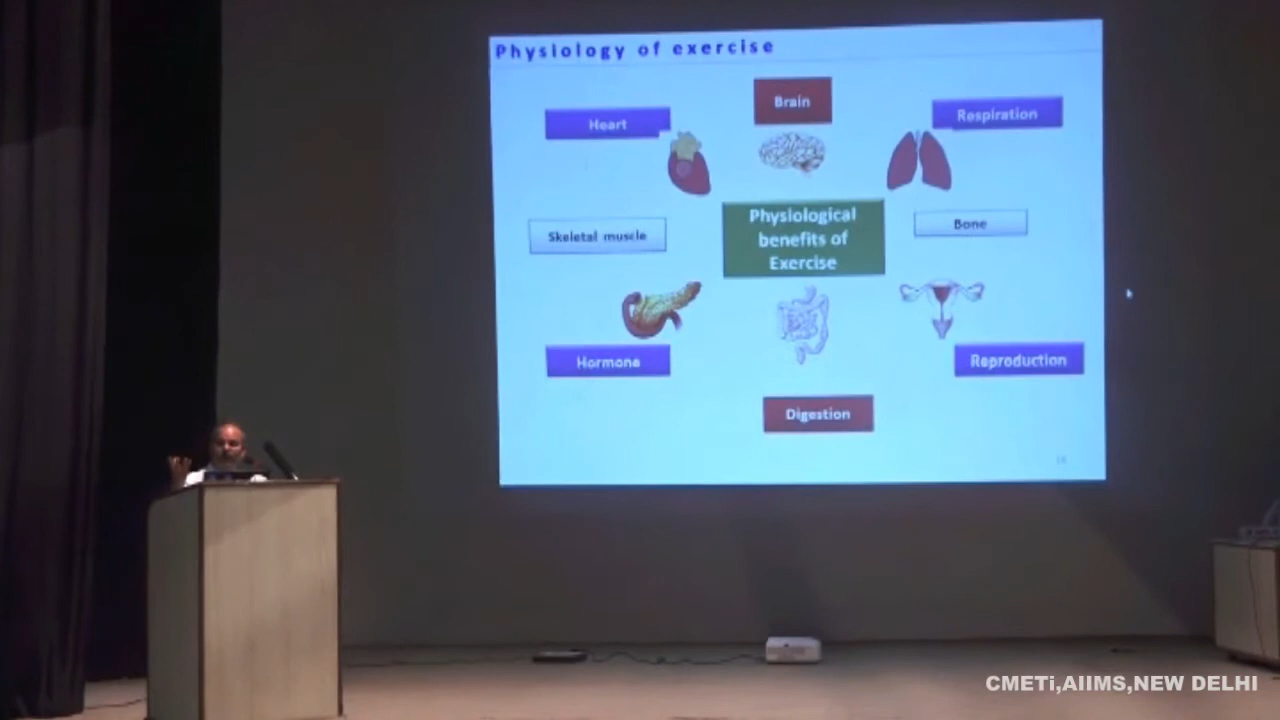 Physiology of exercise
Brain
Heart
Respiration
Physiological
benefits of
Exercise
Skeletal muscle
Bone
Hormone
Reproduction
Digestion
CMETi,AIIMS,NEW DELHI